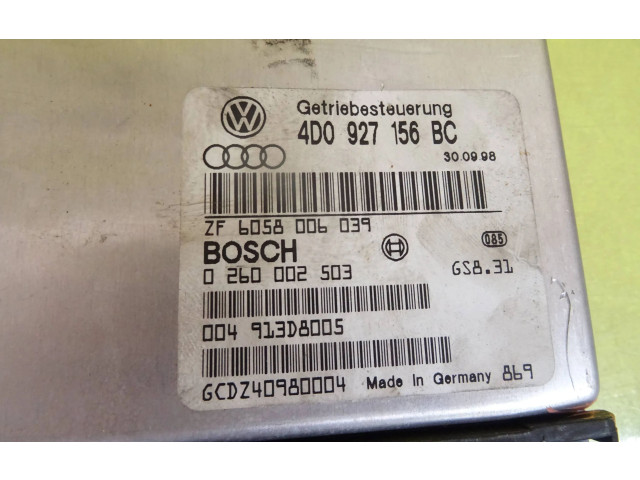 Getriebesteuerung
4D0 927 156 BC
30.09.98
ZF 6058 006 039
BOSCH
085
0 260 002 503
GS8.31
004 913D8005
GCDZ40980004 Made in Germany 869